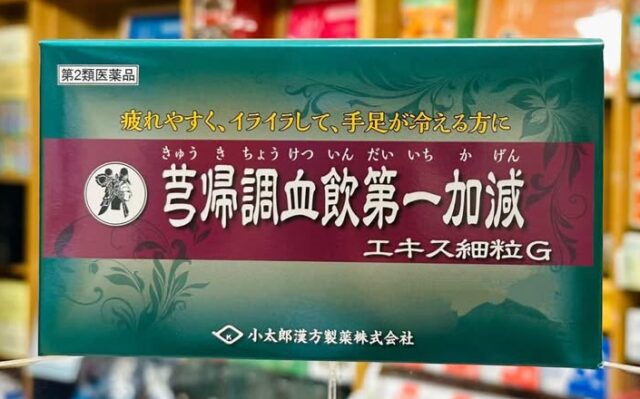 第2類医薬品
疲れやすく、イライラして、手足が冷える方に
きゅう き ちょう けつ いん だい いち か げん
芎帰調血飲第一加減
エキス細粒G
小太郎漢方製薬株式会社